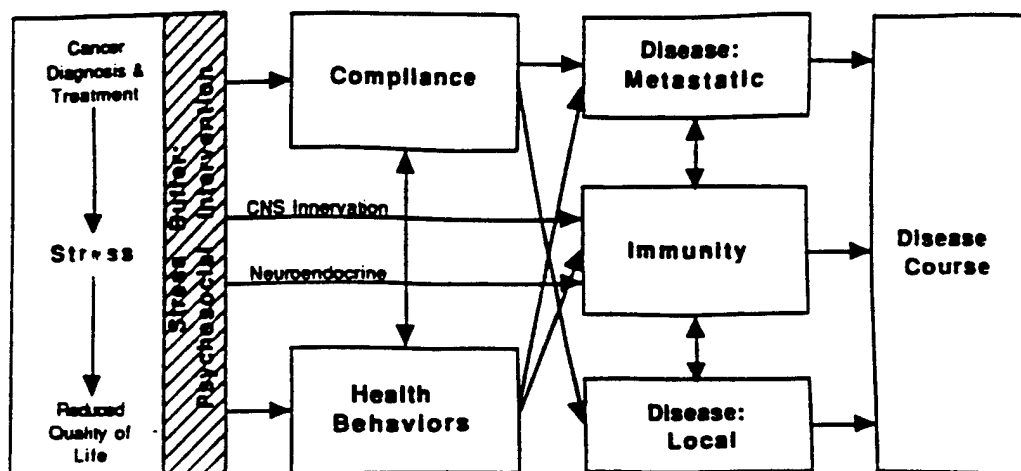 Cancer
Diagnosis &
Treatment
Stress
Reduced
Quality of
Life
Stress Buffer:
Psychosocial Intervention
Compliance
CNS Innervation
Neuroendocrine
Health
Behaviors
Disease:
Metastatic
Immunity
Disease:
Local
Disease
Course